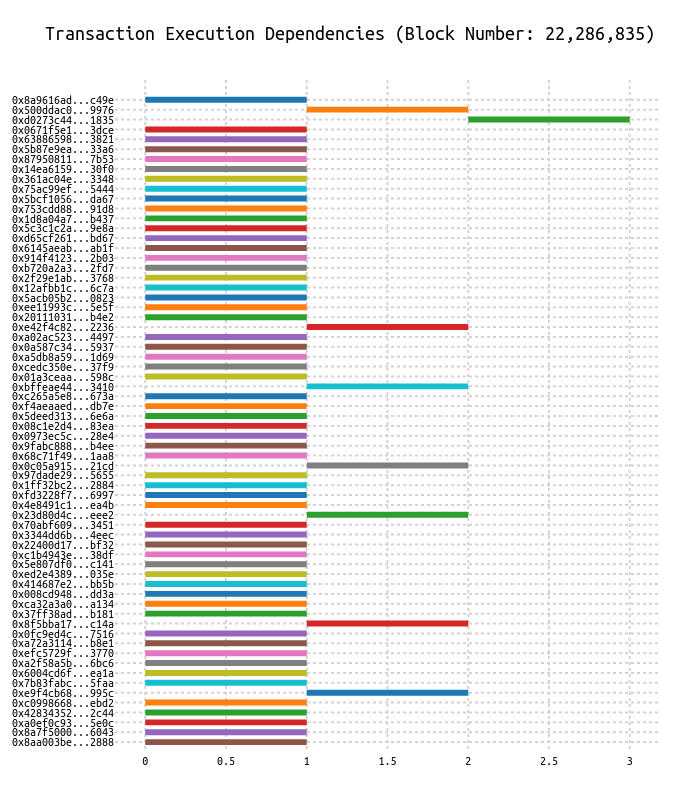 Transaction Execution Dependencies (Block Number: 22,286,835)
0x8a9616ad...c49e
0x500ddac0...9976
0xd0273c44...1835
0x0671f5e1...3dce
0x63886598...3821
0x5b87e9ea...33a6
0x87950811...7b53
0x14ea6159...30f0
0x361ac04e...3348
0x75ac99ef...5444
0x5bcf1056...da67
0x753cdd88...91d8
0x1d8a04a7...b437
0x5c3c1c2a...9e8a
0xd65cf261...bd67
0x6145aeab...ab1f
0x914f4123...2b03
0xb720a2a3...2fd7
0x2f29e1ab...3768
0x12afbb1c...6c7a
0x5acb05b2...0823
0xee11993c...5e5f
0x20111031...b4e2
0xe42f4c82...2236
0xa02ac523...4497
0x0a587c34...5937
0xa5db8a59...1d69
0xcedc350e...37f9
0x01a3ceaa...598c
0xbffeae44...3410
0xc265a5e8...673a
0xf4aeaaed...db7e
0x5deed313...6e6a
0x08c1e2d4...83ea
0x0973ec5c...28e4
0x9fabc888...b4ee
0x68c71f49...1aa8
0x0c05a915...21cd
0x97dade29...5655
0x1ff32bc2...2884
0xfd3228f7...6997
0x4e8491c1...ea4b
0x23d80d4c...eee2
0x70abf609...3451
0x3344dd6b...4eec
0x22400d17...bf32
0xc1b4943e...38df
0x5e807df0...c141
0xed2e4389...035e
0x414687e2...bb5b
0x008cd948...dd3a
0xca32a3a0...a134
0x37ff38ad...b181
0x8f5bba17...c14a
0x0fc9ed4c...7516
0xa72a3114...b8e1
0xefc5729f...3770
0xa2f58a5b...6bc6
0x6004cd6f...ea1a
0x7b83fabc...5faa
0xe9f4cb68...995c
0xc0998668...ebd2
0x42834352...2c44
0xa0ef0c93...5e0c
0x8a7f5000...6043
0x8aa003be...2888
0 0.5 1 1.5 2 2.5 3